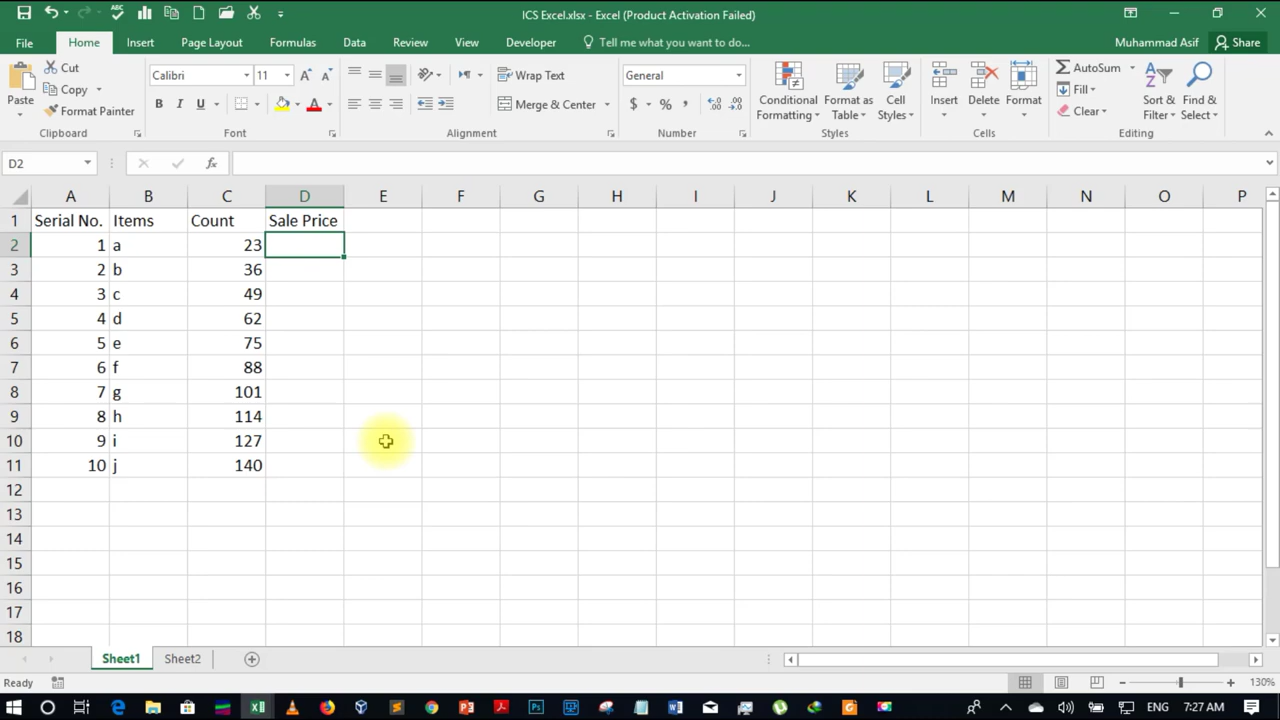 ICS Excel.xlsx - Excel (Product Activation Failed)
File Home Insert Page Layout Formulas Data Review View Developer Tell me what you want to do... Muhammad Asif Share
Paste
Cut
Copy
Format Painter
Clipboard
Calibri 11
B I U A
Font
Wrap Text
Merge & Center
Alignment
General
$ % ,
Number
Conditional Formatting
Format as Table
Cell Styles
Styles
Insert
Delete
Format
Cells
AutoSum
Fill
Clear
Sort & Filter
Find & Select
Editing
D2 fx
A B C D E F G H I J K L M N O P
1 Serial No. Items Count Sale Price
2 1 a 23
3 2 b 36
4 3 c 49
5 4 d 62
6 5 e 75
7 6 f 88
8 7 g 101
9 8 h 114
10 9 i 127
11 10 j 140
12
13
14
15
16
17
18
Sheet1 Sheet2
Ready 130%
ENG 7:27 AM